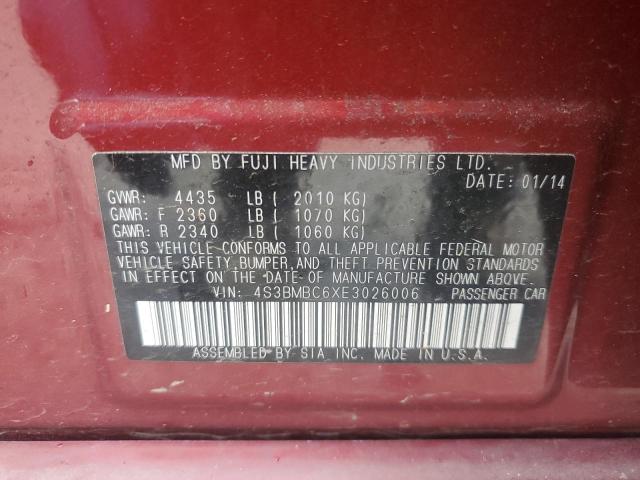 MFD BY FUJI HEAVY INDUSTRIES LTD.
DATE: 01/14
GVWR: 4435 LB ( 2010 KG)
GAWR: F 2360 LB ( 1070 KG)
GAWR: R 2340 LB ( 1060 KG)
THIS VEHICLE CONFORMS TO ALL APPLICABLE FEDERAL MOTOR
VEHICLE SAFETY, BUMPER, AND THEFT PREVENTION STANDARDS
IN EFFECT ON THE DATE OF MANUFACTURE SHOWN ABOVE.
VIN: 4S3BMBC6XE3026006 PASSENGER CAR
ASSEMBLED BY SIA INC. MADE IN U.S.A.